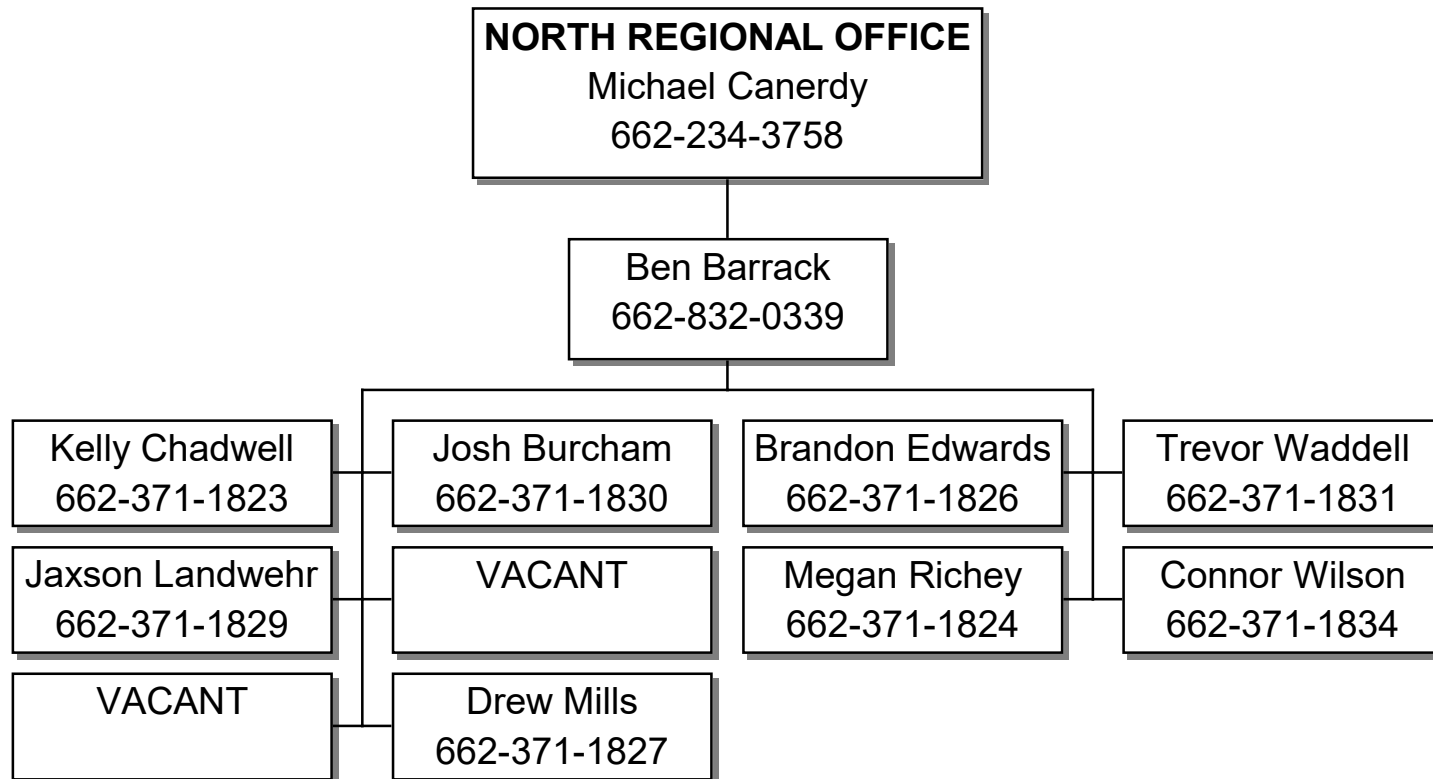 NORTH REGIONAL OFFICE
Michael Canerdy
662-234-3758
Ben Barrack
662-832-0339
Kelly Chadwell
662-371-1823
Josh Burcham
662-371-1830
Brandon Edwards
662-371-1826
Trevor Waddell
662-371-1831
Jaxson Landwehr
662-371-1829
VACANT
Megan Richey
662-371-1824
Connor Wilson
662-371-1834
VACANT
Drew Mills
662-371-1827